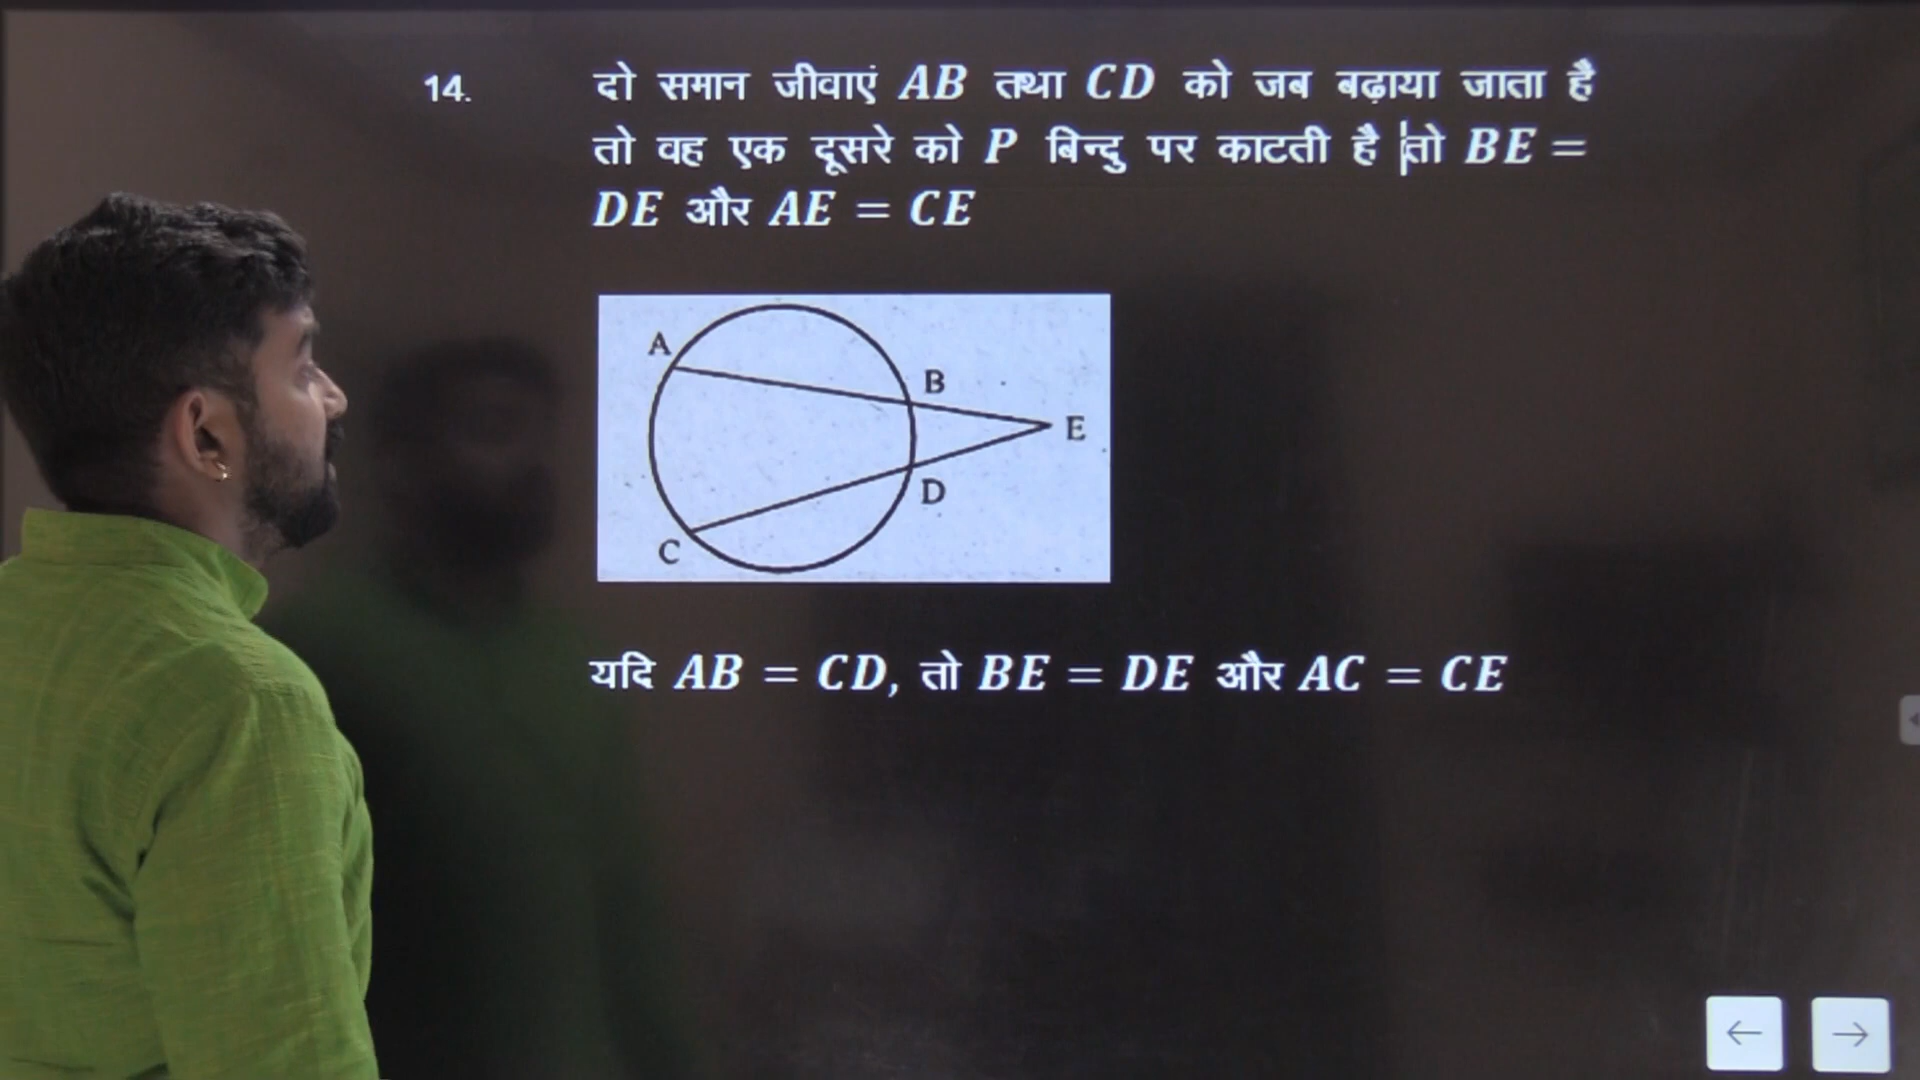 14. दो समान जीवाएं AB तथा CD को जब बढ़ाया जाता है
तो वह एक दूसरे को P बिन्दु पर काटती है |तो BE =
DE और AE = CE
A
B
E
D
C
यदि AB = CD, तो BE = DE और AC = CE